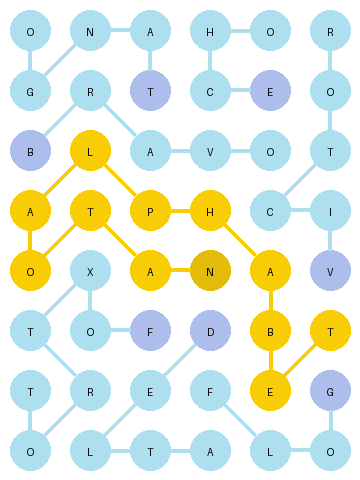 O N A H O R
G R T C E O
B L A V O T
A T P H C I
O X A N A V
T O F D B T
T R E F E G
O L T A L O